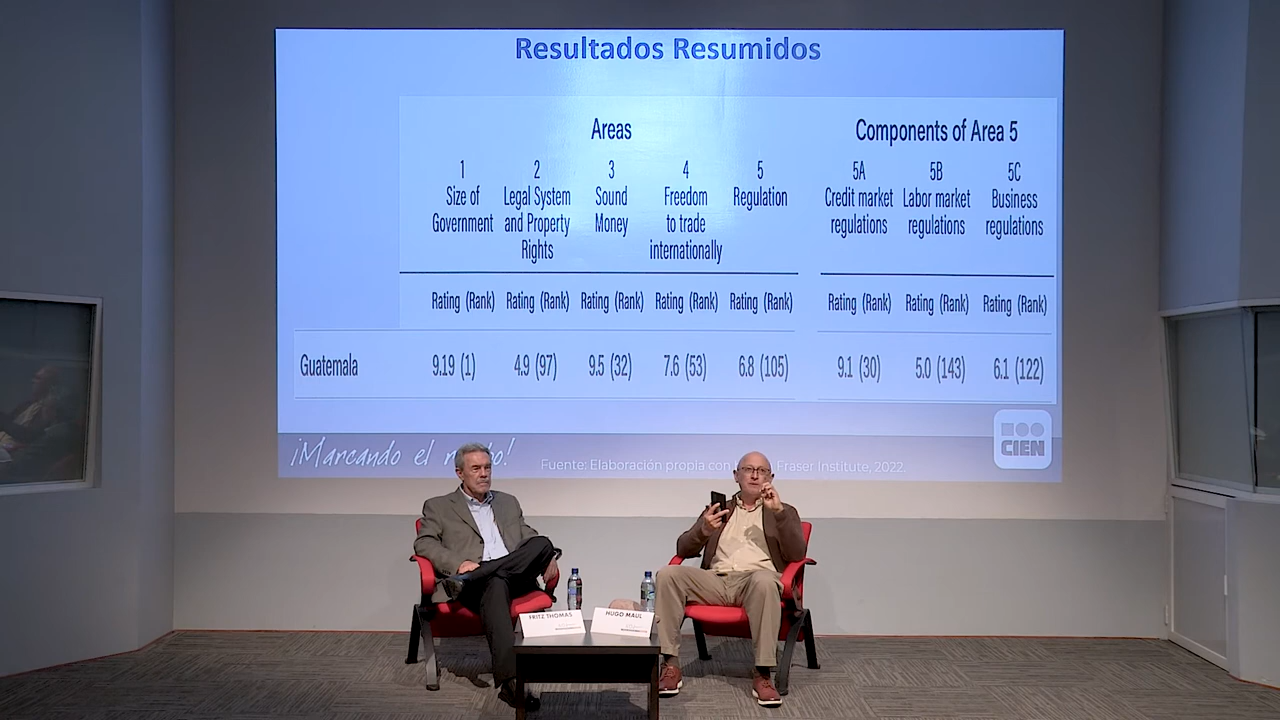 Resultados Resumidos
Areas
Components of Area 5
1 2 3 4 5 5A 5B 5C
Size of Legal System Sound Freedom Regulation Credit market Labor market Business
Government and Property Money to trade regulations regulations regulations
Rights internationally
Rating (Rank) Rating (Rank) Rating (Rank) Rating (Rank) Rating (Rank) Rating (Rank) Rating (Rank) Rating (Rank)
Guatemala 9.19 (1) 4.9 (97) 9.5 (32) 7.6 (53) 6.8 (105) 9.1 (30) 5.0 (143) 6.1 (122)
¡Marcando el
Fuente: Elaboración propia con Fraser Institute, 2022.
CIEN
FRITZ THOMAS
HUGO MAUL